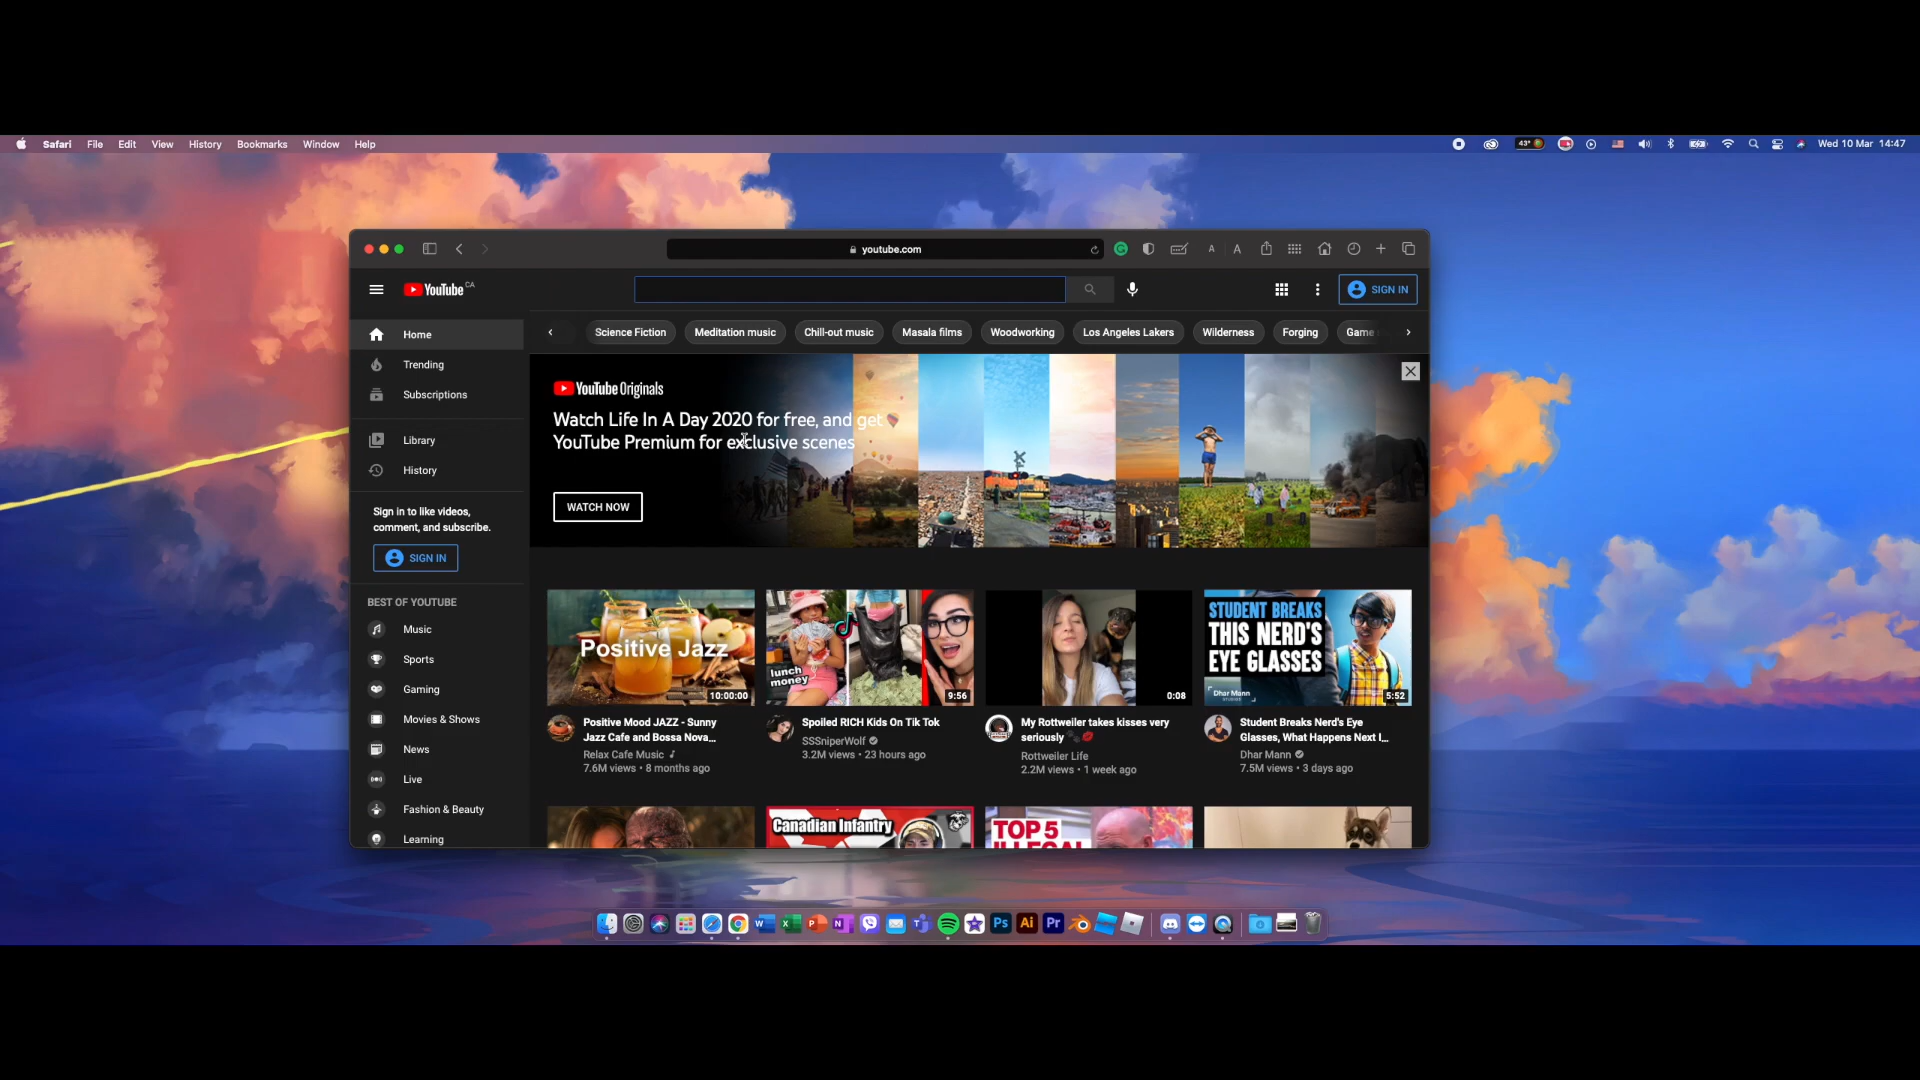 Safari File Edit View History Bookmarks Window Help
43° Wed 10 Mar 14:47
youtube.com
A A
YouTube CA
SIGN IN
Home
Trending
Subscriptions
Library
History
Sign in to like videos,
comment, and subscribe.
SIGN IN
BEST OF YOUTUBE
Music
Sports
Gaming
Movies & Shows
News
Live
Fashion & Beauty
Learning
Science Fiction Meditation music Chill-out music Masala films Woodworking Los Angeles Lakers Wilderness Forging Game
YouTube Originals
Watch Life In A Day 2020 for free, and get
YouTube Premium for exclusive scenes
WATCH NOW
Positive Jazz
10:00:00
Positive Mood JAZZ - Sunny
Jazz Cafe and Bossa Nova...
Relax Cafe Music
7.6M views • 8 months ago
lunch
money
9:56
Spoiled RICH Kids On Tik Tok
SSSniperWolf
3.2M views • 23 hours ago
0:08
My Rottweiler takes kisses very
seriously
Rottweiler Life
2.2M views • 1 week ago
STUDENT BREAKS
THIS NERD'S
EYE GLASSES
Dhar Mann
5:52
Student Breaks Nerd's Eye
Glasses, What Happens Next I...
Dhar Mann
7.5M views • 3 days ago
Canadian Infantry
TOP 5
ILLEGAL
W X P N T Ps Ai Pr